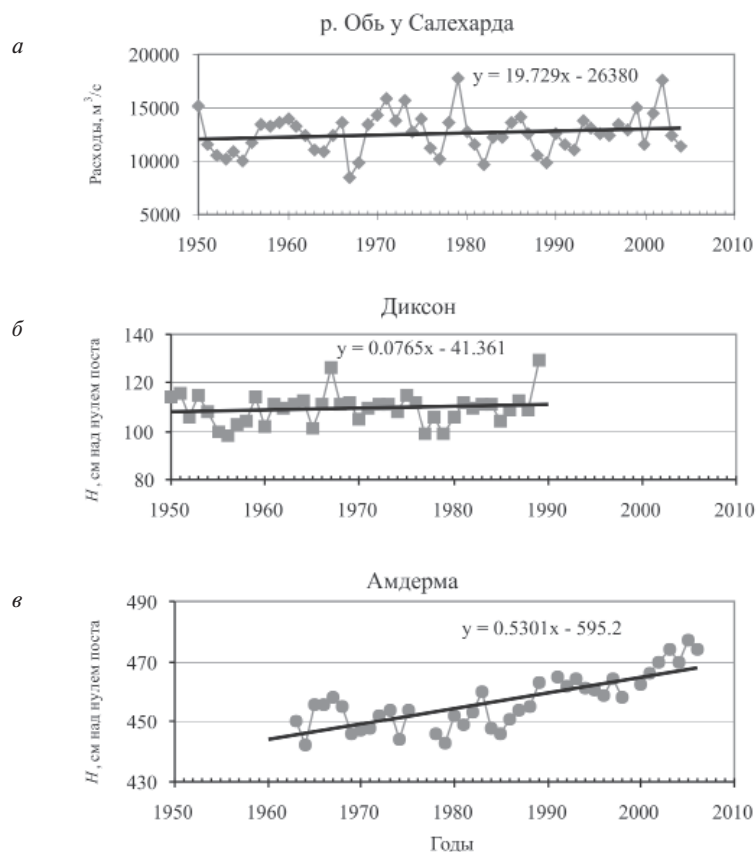 а
р. Обь у Салехарда
Расходы, м³/с
20000
15000
10000
5000
y = 19.729x - 26380
1950 1960 1970 1980 1990 2000 2010
б
Диксон
H, см над нулем поста
140
120
100
80
y = 0.0765x - 41.361
1950 1960 1970 1980 1990 2000 2010
в
Амдерма
H, см над нулем поста
490
470
450
430
y = 0.5301x - 595.2
1950 1960 1970 1980 1990 2000 2010
Годы